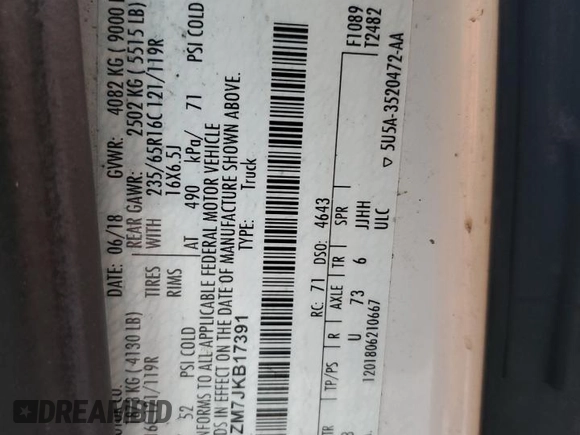 DATE: 06/18 GVWR: 4082 KG ( 9000
KG ( 4130 LB) REAR GAWR: 2502 KG ( 5515 LB)
/119R TIRES WITH 235/65R16C 121/119R
RIMS 16X6.5J
52 PSI COLD AT 490 kPa/ 71 PSI COLD
NFORMS TO ALL APPLICABLE FEDERAL MOTOR VEHICLE
DS IN EFFECT ON THE DATE OF MANUFACTURE SHOWN ABOVE.
ZM7JKB17391 TYPE: Truck
F1089
T2482
RC: 71 DSO: 4643
TP/PS R AXLE TR SPR
U 73 6 JJHH
1201806210667 ULC
5U5A-3520472-AA
DREAMBID